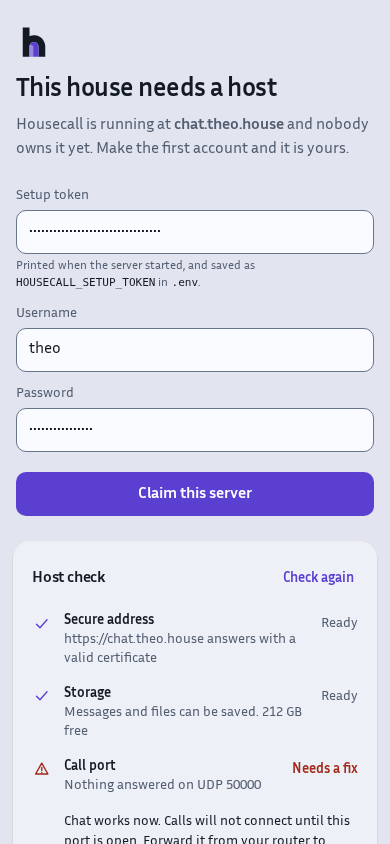 h
This house needs a host
Housecall is running at chat.theo.house and nobody
owns it yet. Make the first account and it is yours.
Setup token
•••••••••••••••••••••••••••••••••
Printed when the server started, and saved as
HOUSECALL_SETUP_TOKEN in .env.
Username
theo
Password
••••••••••••••••
Claim this server
Host check
Check again
Secure address
Ready
https://chat.theo.house answers with a
valid certificate
Storage
Ready
Messages and files can be saved. 212 GB
free
Call port
Needs a fix
Nothing answered on UDP 50000
Chat works now. Calls will not connect until this
port is open. Forward it from your router to